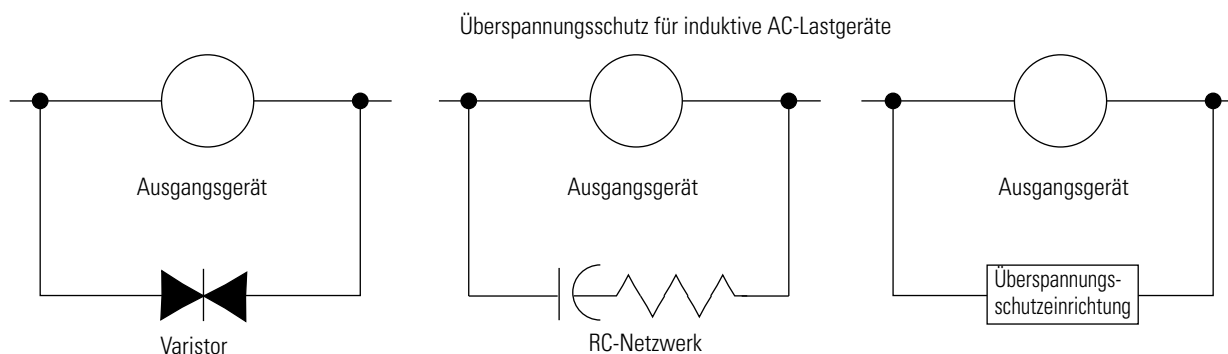 Überspannungsschutz für induktive AC-Lastgeräte
Ausgangsgerät
Ausgangsgerät
Ausgangsgerät
Überspannungs-
schutzeinrichtung
Varistor
RC-Netzwerk